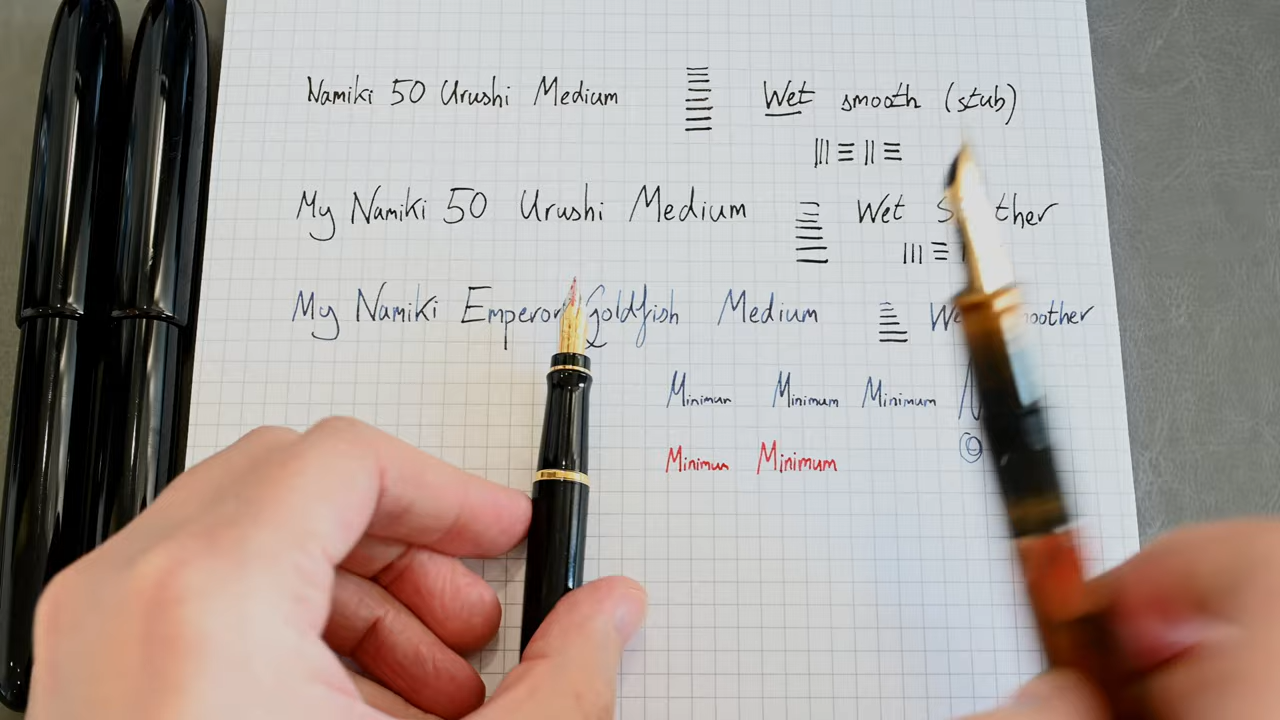 Namiki 50 Urushi Medium Wet smooth (stub)
My Namiki 50 Urushi Medium Wet
My Namiki Emperor Goldfish Medium
Minimum Minimum Minimum
Minimum Minimum